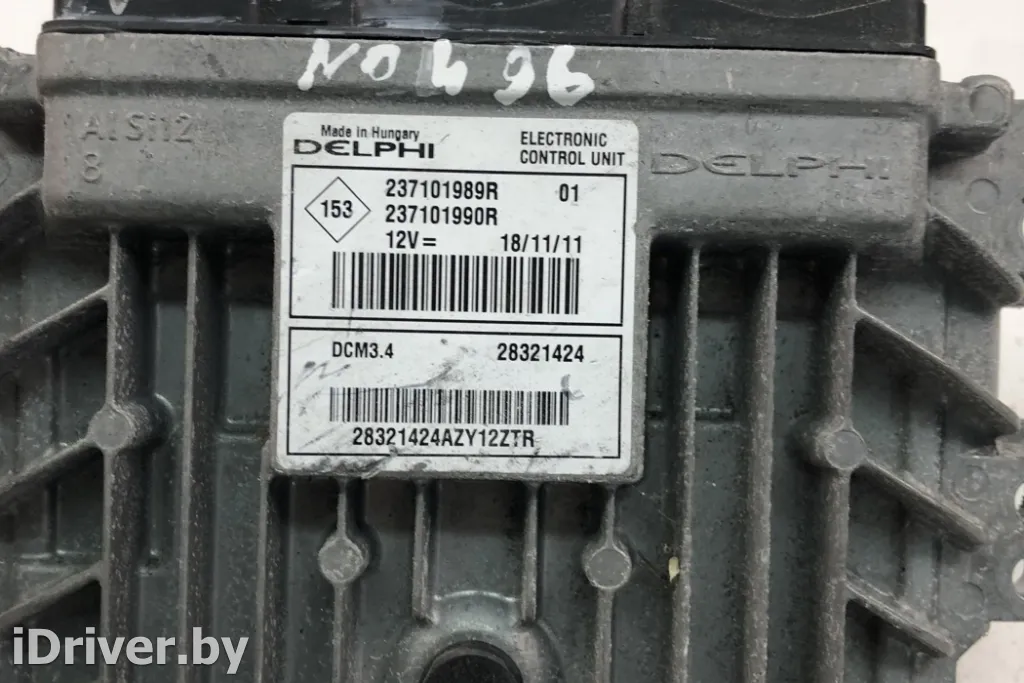 NO496
AlSi12
8
DELPHI
Made in Hungary
DELPHI
ELECTRONIC
CONTROL UNIT
153
237101989R 01
237101990R
12V= 18/11/11
DCM3.4 28321424
28321424AZY12ZTR
iDriver.by